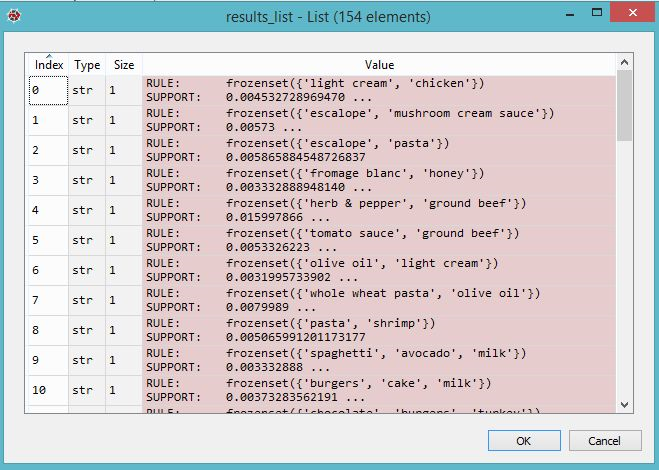 results_list - List (154 elements)
Index Type Size Value
0 str 1 RULE: frozenset({'light cream', 'chicken'})
SUPPORT: 0.004532728969470 ...
1 str 1 RULE: frozenset({'escalope', 'mushroom cream sauce'})
SUPPORT: 0.00573 ...
2 str 1 RULE: frozenset({'escalope', 'pasta'})
SUPPORT: 0.005865884548726837
3 str 1 RULE: frozenset({'fromage blanc', 'honey'})
SUPPORT: 0.003332888948140 ...
4 str 1 RULE: frozenset({'herb & pepper', 'ground beef'})
SUPPORT: 0.015997866 ...
5 str 1 RULE: frozenset({'tomato sauce', 'ground beef'})
SUPPORT: 0.0053326223 ...
6 str 1 RULE: frozenset({'olive oil', 'light cream'})
SUPPORT: 0.0031995733902 ...
7 str 1 RULE: frozenset({'whole wheat pasta', 'olive oil'})
SUPPORT: 0.0079989 ...
8 str 1 RULE: frozenset({'pasta', 'shrimp'})
SUPPORT: 0.005065991201173177
9 str 1 RULE: frozenset({'spaghetti', 'avocado', 'milk'})
SUPPORT: 0.003332888 ...
10 str 1 RULE: frozenset({'burgers', 'cake', 'milk'})
SUPPORT: 0.00373283562191 ...
RULE: frozenset({'chocolate', 'burgers', 'turkey'})
OK Cancel